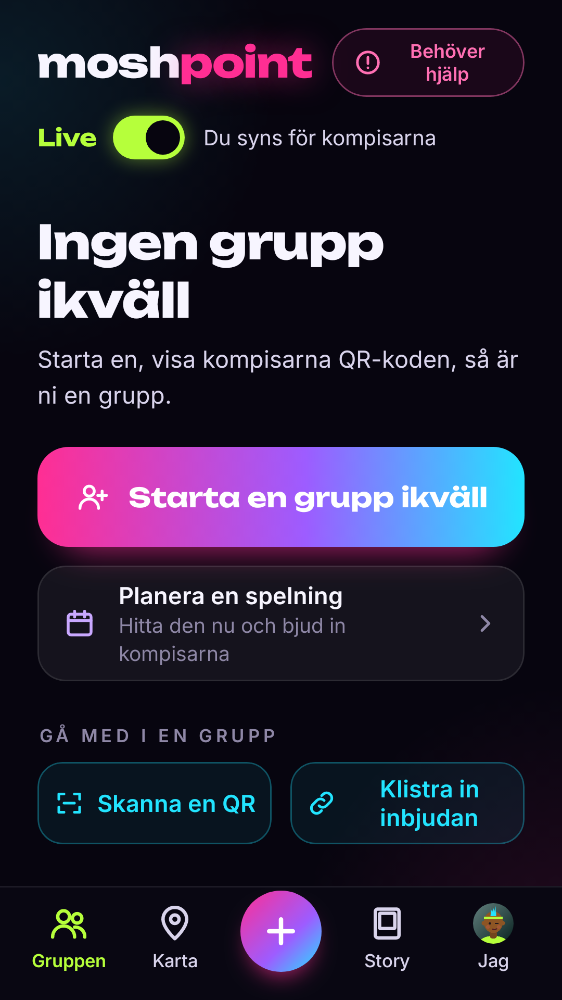 moshpoint
Behöver
hjälp
Live
Du syns för kompisarna
Ingen grupp
ikväll
Starta en, visa kompisarna QR-koden, så är
ni en grupp.
Starta en grupp ikväll
Planera en spelning
Hitta den nu och bjud in
kompisarna
GÅ MED I EN GRUPP
Skanna en QR
Klistra in
inbjudan
Gruppen
Karta
Story
Jag